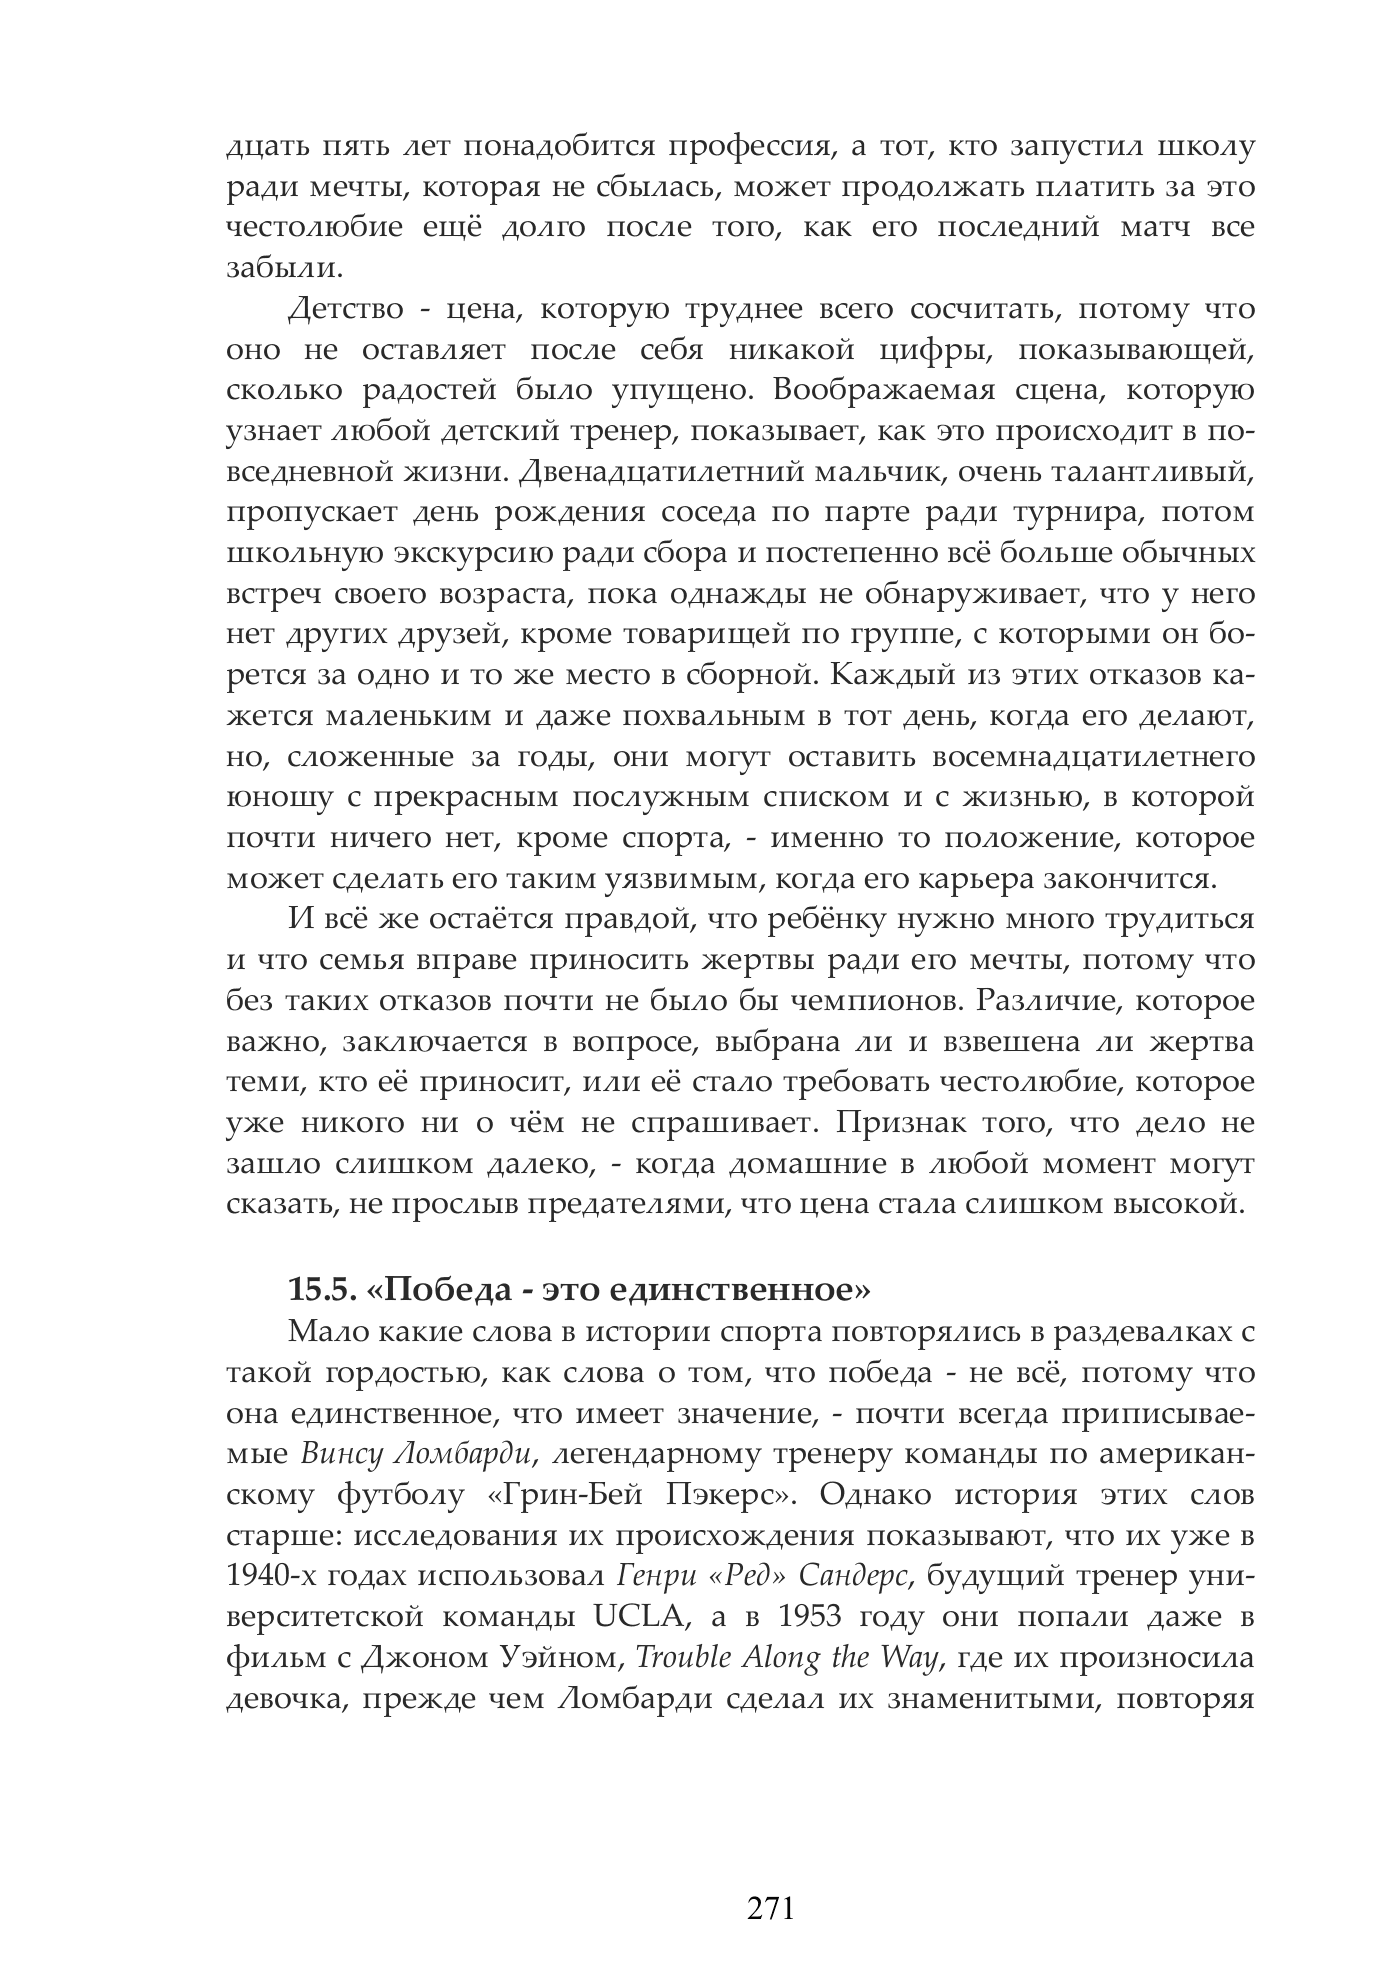 дцать пять лет понадобится профессия, а тот, кто запустил школу
ради мечты, которая не сбылась, может продолжать платить за это
честолюбие ещё долго после того, как его последний матч все
забыли.
Детство - цена, которую труднее всего сосчитать, потому что
оно не оставляет после себя никакой цифры, показывающей,
сколько радостей было упущено. Воображаемая сцена, которую
узнает любой детский тренер, показывает, как это происходит в по-
вседневной жизни. Двенадцатилетний мальчик, очень талантливый,
пропускает день рождения соседа по парте ради турнира, потом
школьную экскурсию ради сбора и постепенно всё больше обычных
встреч своего возраста, пока однажды не обнаруживает, что у него
нет других друзей, кроме товарищей по группе, с которыми он бо-
рется за одно и то же место в сборной. Каждый из этих отказов ка-
жется маленьким и даже похвальным в тот день, когда его делают,
но, сложенные за годы, они могут оставить восемнадцатилетнего
юношу с прекрасным послужным списком и с жизнью, в которой
почти ничего нет, кроме спорта, - именно то положение, которое
может сделать его таким уязвимым, когда его карьера закончится.
И всё же остаётся правдой, что ребёнку нужно много трудиться
и что семья вправе приносить жертвы ради его мечты, потому что
без таких отказов почти не было бы чемпионов. Различие, которое
важно, заключается в вопросе, выбрана ли и взвешена ли жертва
теми, кто её приносит, или её стало требовать честолюбие, которое
уже никого ни о чём не спрашивает. Признак того, что дело не
зашло слишком далеко, - когда домашние в любой момент могут
сказать, не прослыв предателями, что цена стала слишком высокой.
15.5. «Победа - это единственное»
Мало какие слова в истории спорта повторялись в раздевалках с
такой гордостью, как слова о том, что победа - не всё, потому что
она единственное, что имеет значение, - почти всегда приписывае-
мые Винсу Ломбарди, легендарному тренеру команды по американ-
скому футболу «Грин-Бей Пэкерс». Однако история этих слов
старше: исследования их происхождения показывают, что их уже в
1940-х годах использовал Генри «Ред» Сандерс, будущий тренер уни-
верситетской команды UCLA, а в 1953 году они попали даже в
фильм с Джоном Уэйном, Trouble Along the Way, где их произносила
девочка, прежде чем Ломбарди сделал их знаменитыми, повторяя
271